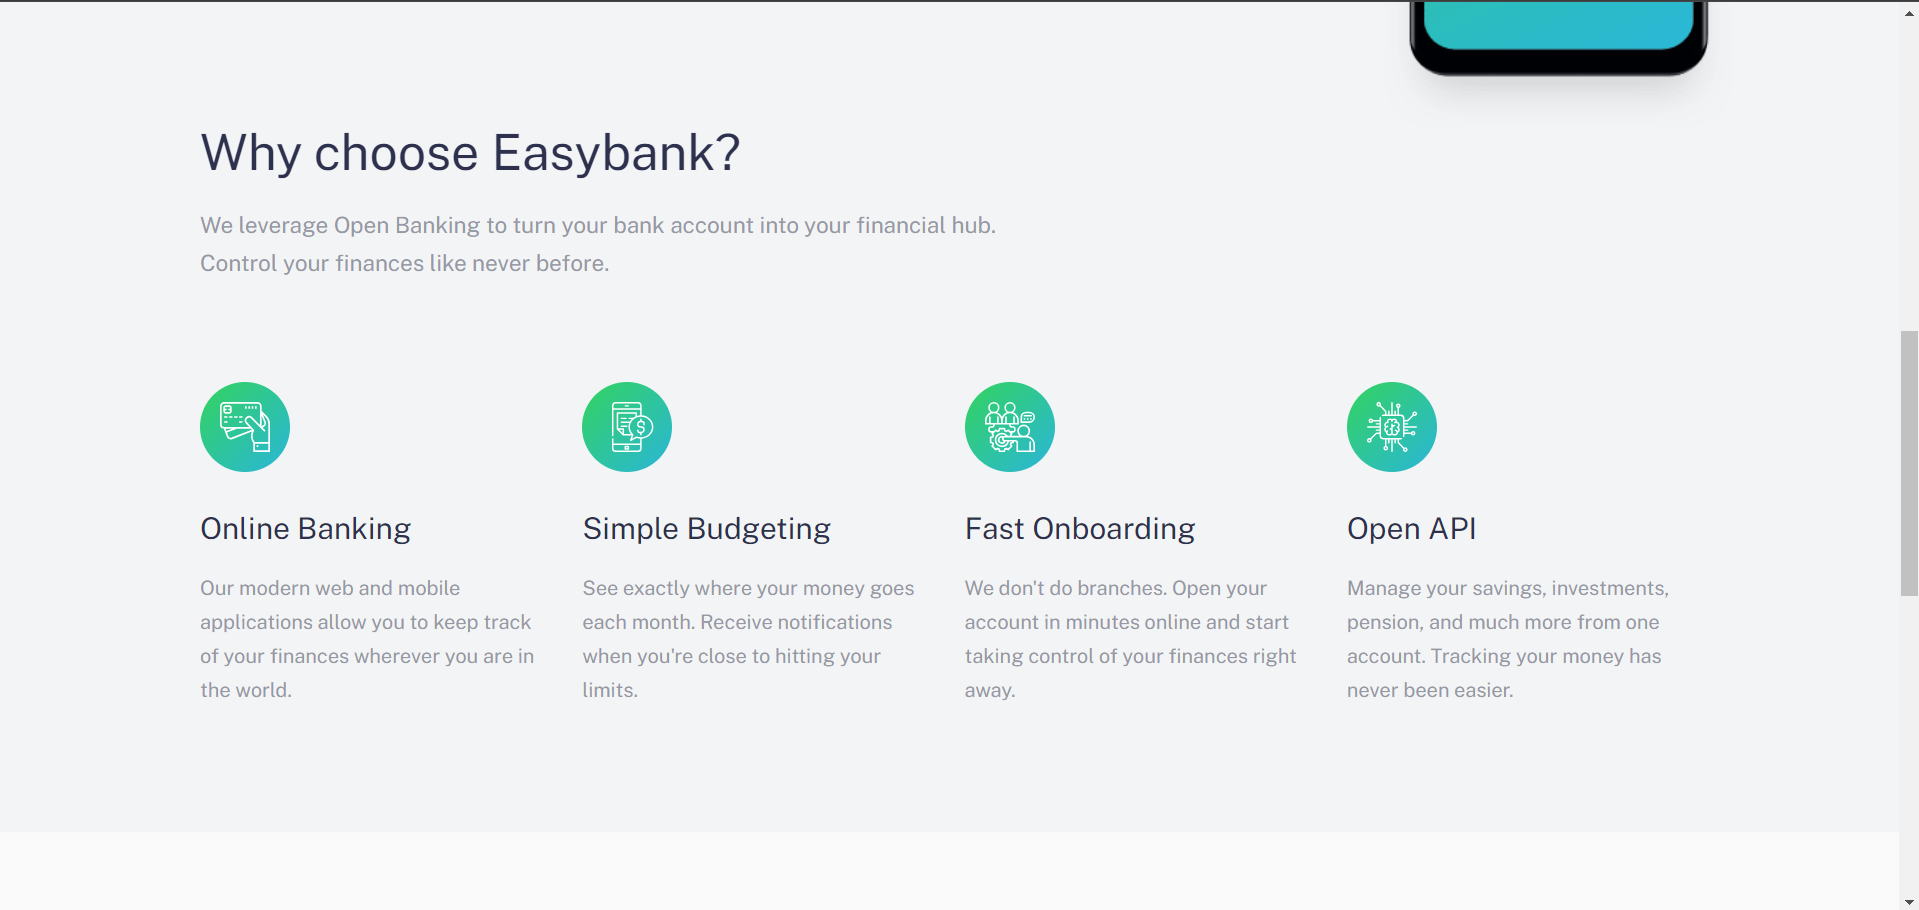 Why choose Easybank?
We leverage Open Banking to turn your bank account into your financial hub.
Control your finances like never before.
Online Banking
Our modern web and mobile
applications allow you to keep track
of your finances wherever you are in
the world.
Simple Budgeting
See exactly where your money goes
each month. Receive notifications
when you're close to hitting your
limits.
Fast Onboarding
We don't do branches. Open your
account in minutes online and start
taking control of your finances right
away.
Open API
Manage your savings, investments,
pension, and much more from one
account. Tracking your money has
never been easier.